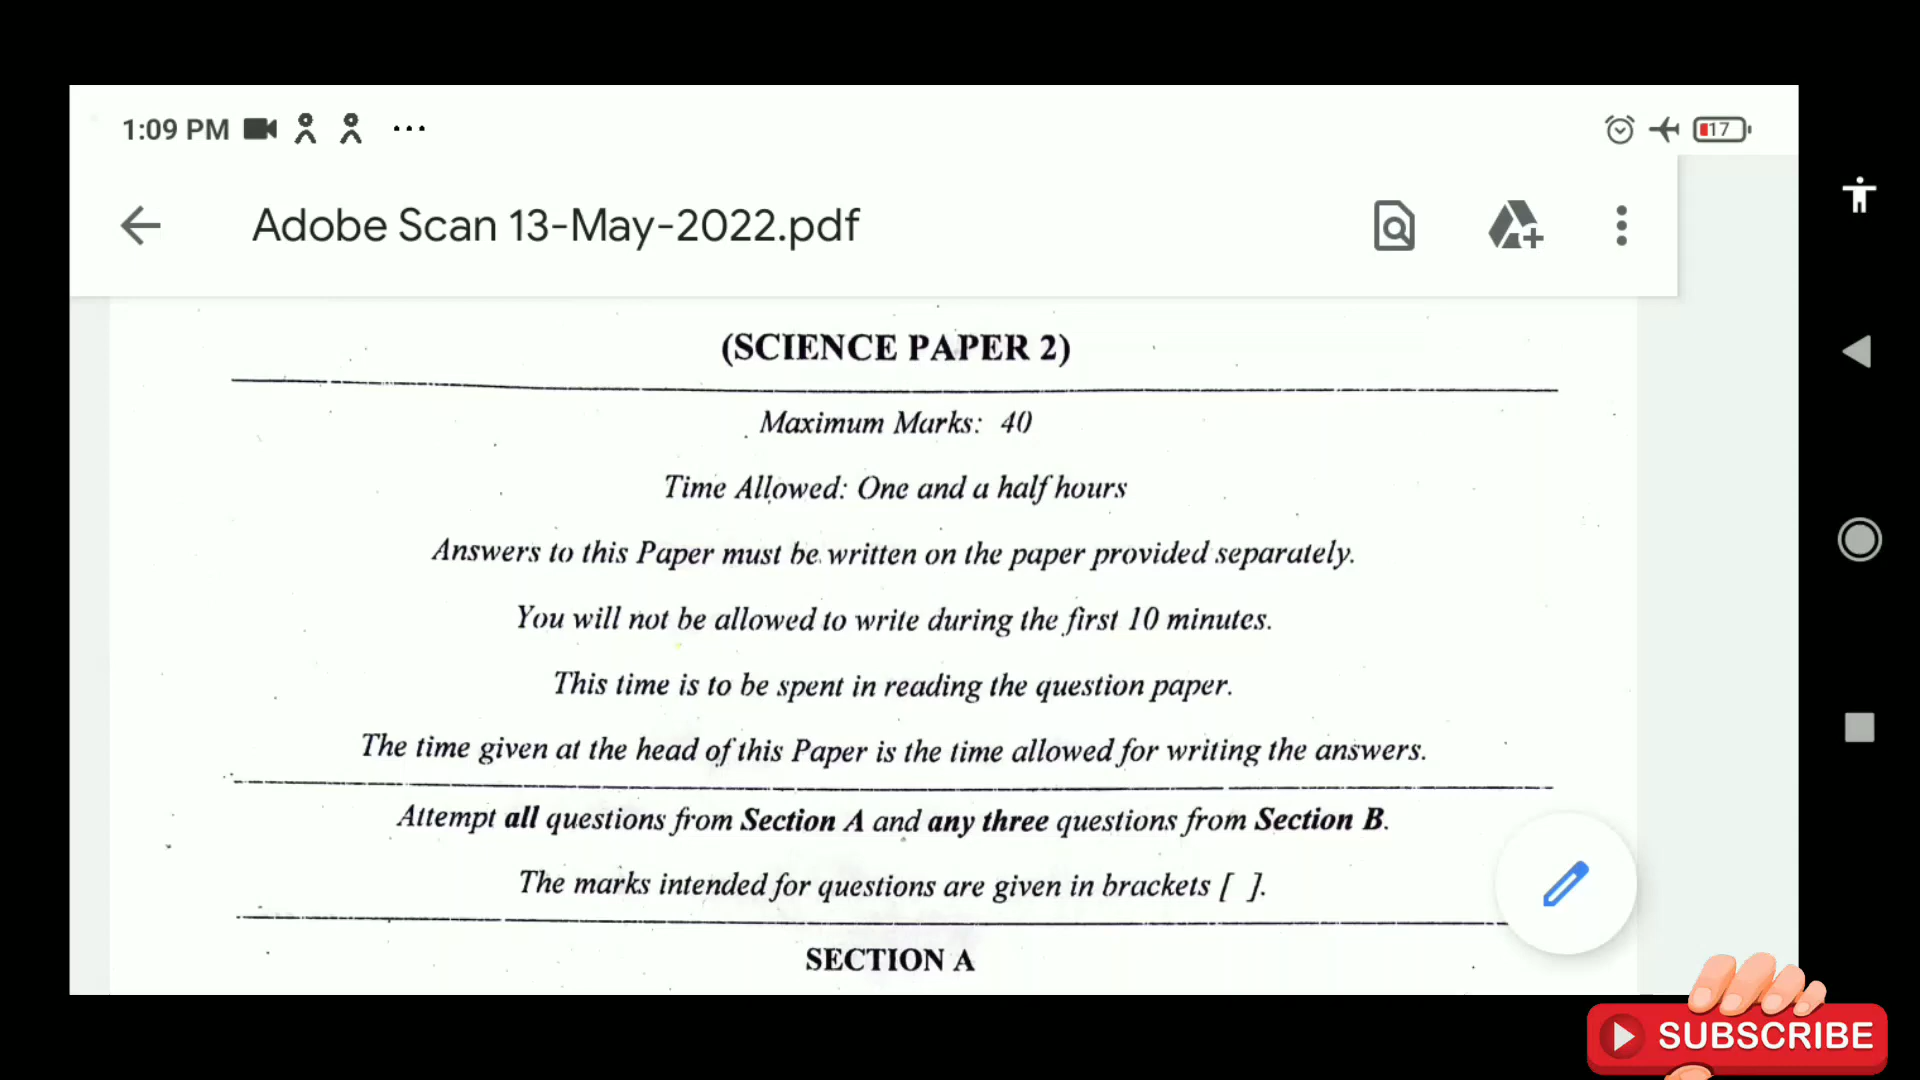 1:09 PM ...
17
Adobe Scan 13-May-2022.pdf
(SCIENCE PAPER 2)
Maximum Marks: 40
Time Allowed: One and a half hours
Answers to this Paper must be written on the paper provided separately.
You will not be allowed to write during the first 10 minutes.
This time is to be spent in reading the question paper.
The time given at the head of this Paper is the time allowed for writing the answers.
Attempt all questions from Section A and any three questions from Section B.
The marks intended for questions are given in brackets [ ].
SECTION A
SUBSCRIBE